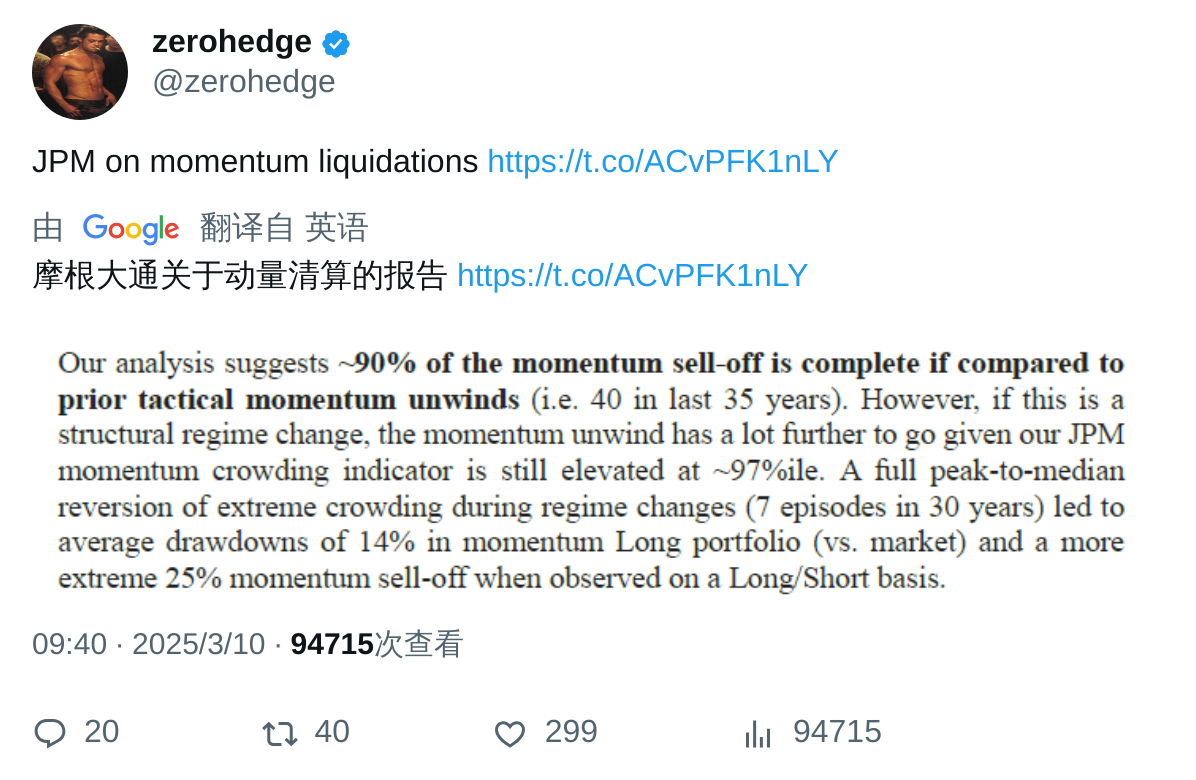 zerohedge
@zerohedge
JPM on momentum liquidations https://t.co/ACvPFK1nLY
由 Google 翻译自 英语
摩根大通关于动量清算的报告 https://t.co/ACvPFK1nLY
Our analysis suggests ~90% of the momentum sell-off is complete if compared to
prior tactical momentum unwinds (i.e. 40 in last 35 years). However, if this is a
structural regime change, the momentum unwind has a lot further to go given our JPM
momentum crowding indicator is still elevated at ~97%ile. A full peak-to-median
reversion of extreme crowding during regime changes (7 episodes in 30 years) led to
average drawdowns of 14% in momentum Long portfolio (vs. market) and a more
extreme 25% momentum sell-off when observed on a Long/Short basis.
09:40 · 2025/3/10 · 94715次查看
20 40 299 94715